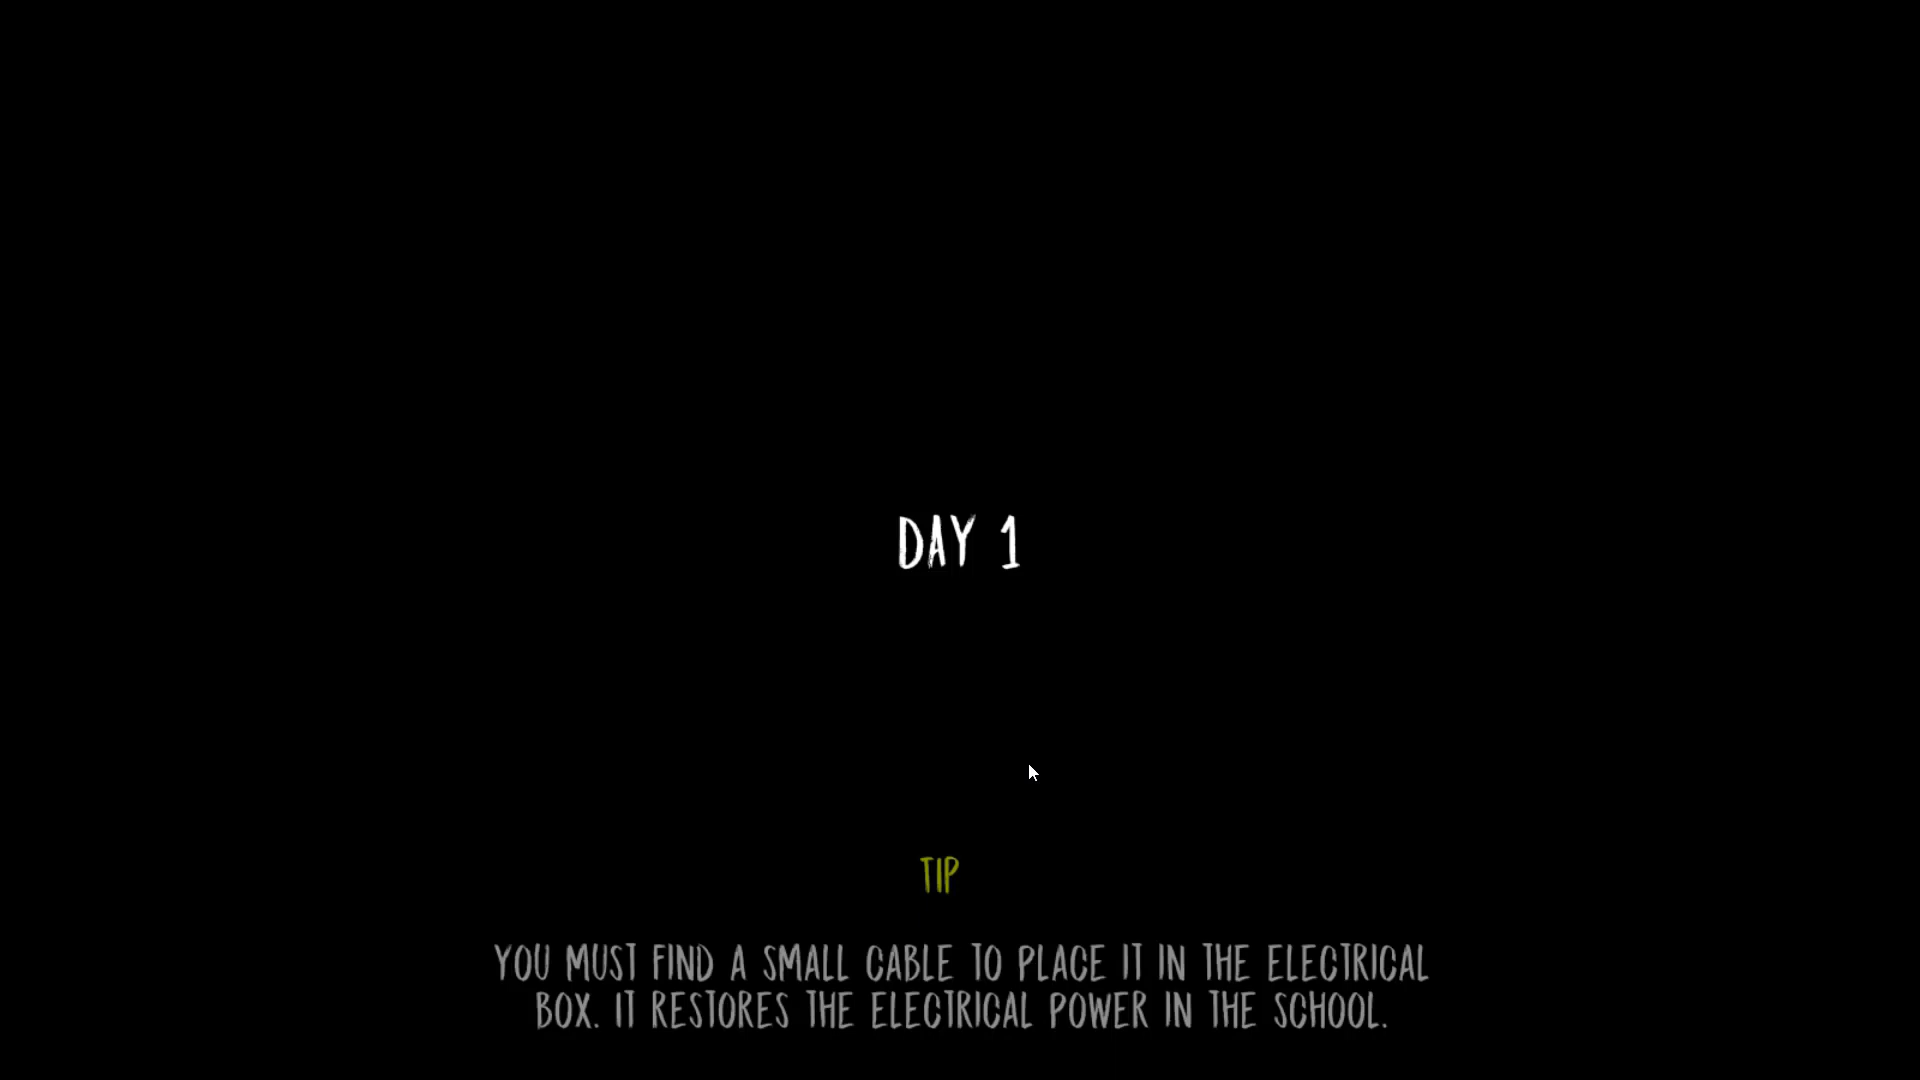 DAY 1
TIP
YOU MUST FIND A SMALL CABLE TO PLACE IT IN THE ELECTRICAL
BOX. IT RESTORES THE ELECTRICAL POWER IN THE SCHOOL.